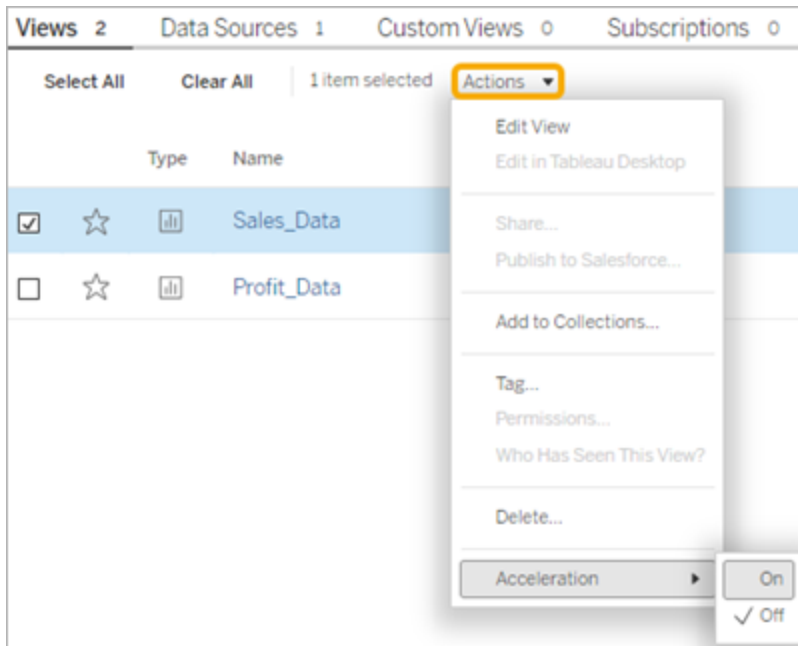 Views 2 Data Sources 1 Custom Views 0 Subscriptions 0
Select All Clear All 1 item selected Actions
Edit View
Type Name
Edit in Tableau Desktop
Sales_Data
Share...
Publish to Salesforce...
Profit_Data
Add to Collections...
Tag...
Permissions...
Who Has Seen This View?
Delete...
Acceleration On
Off